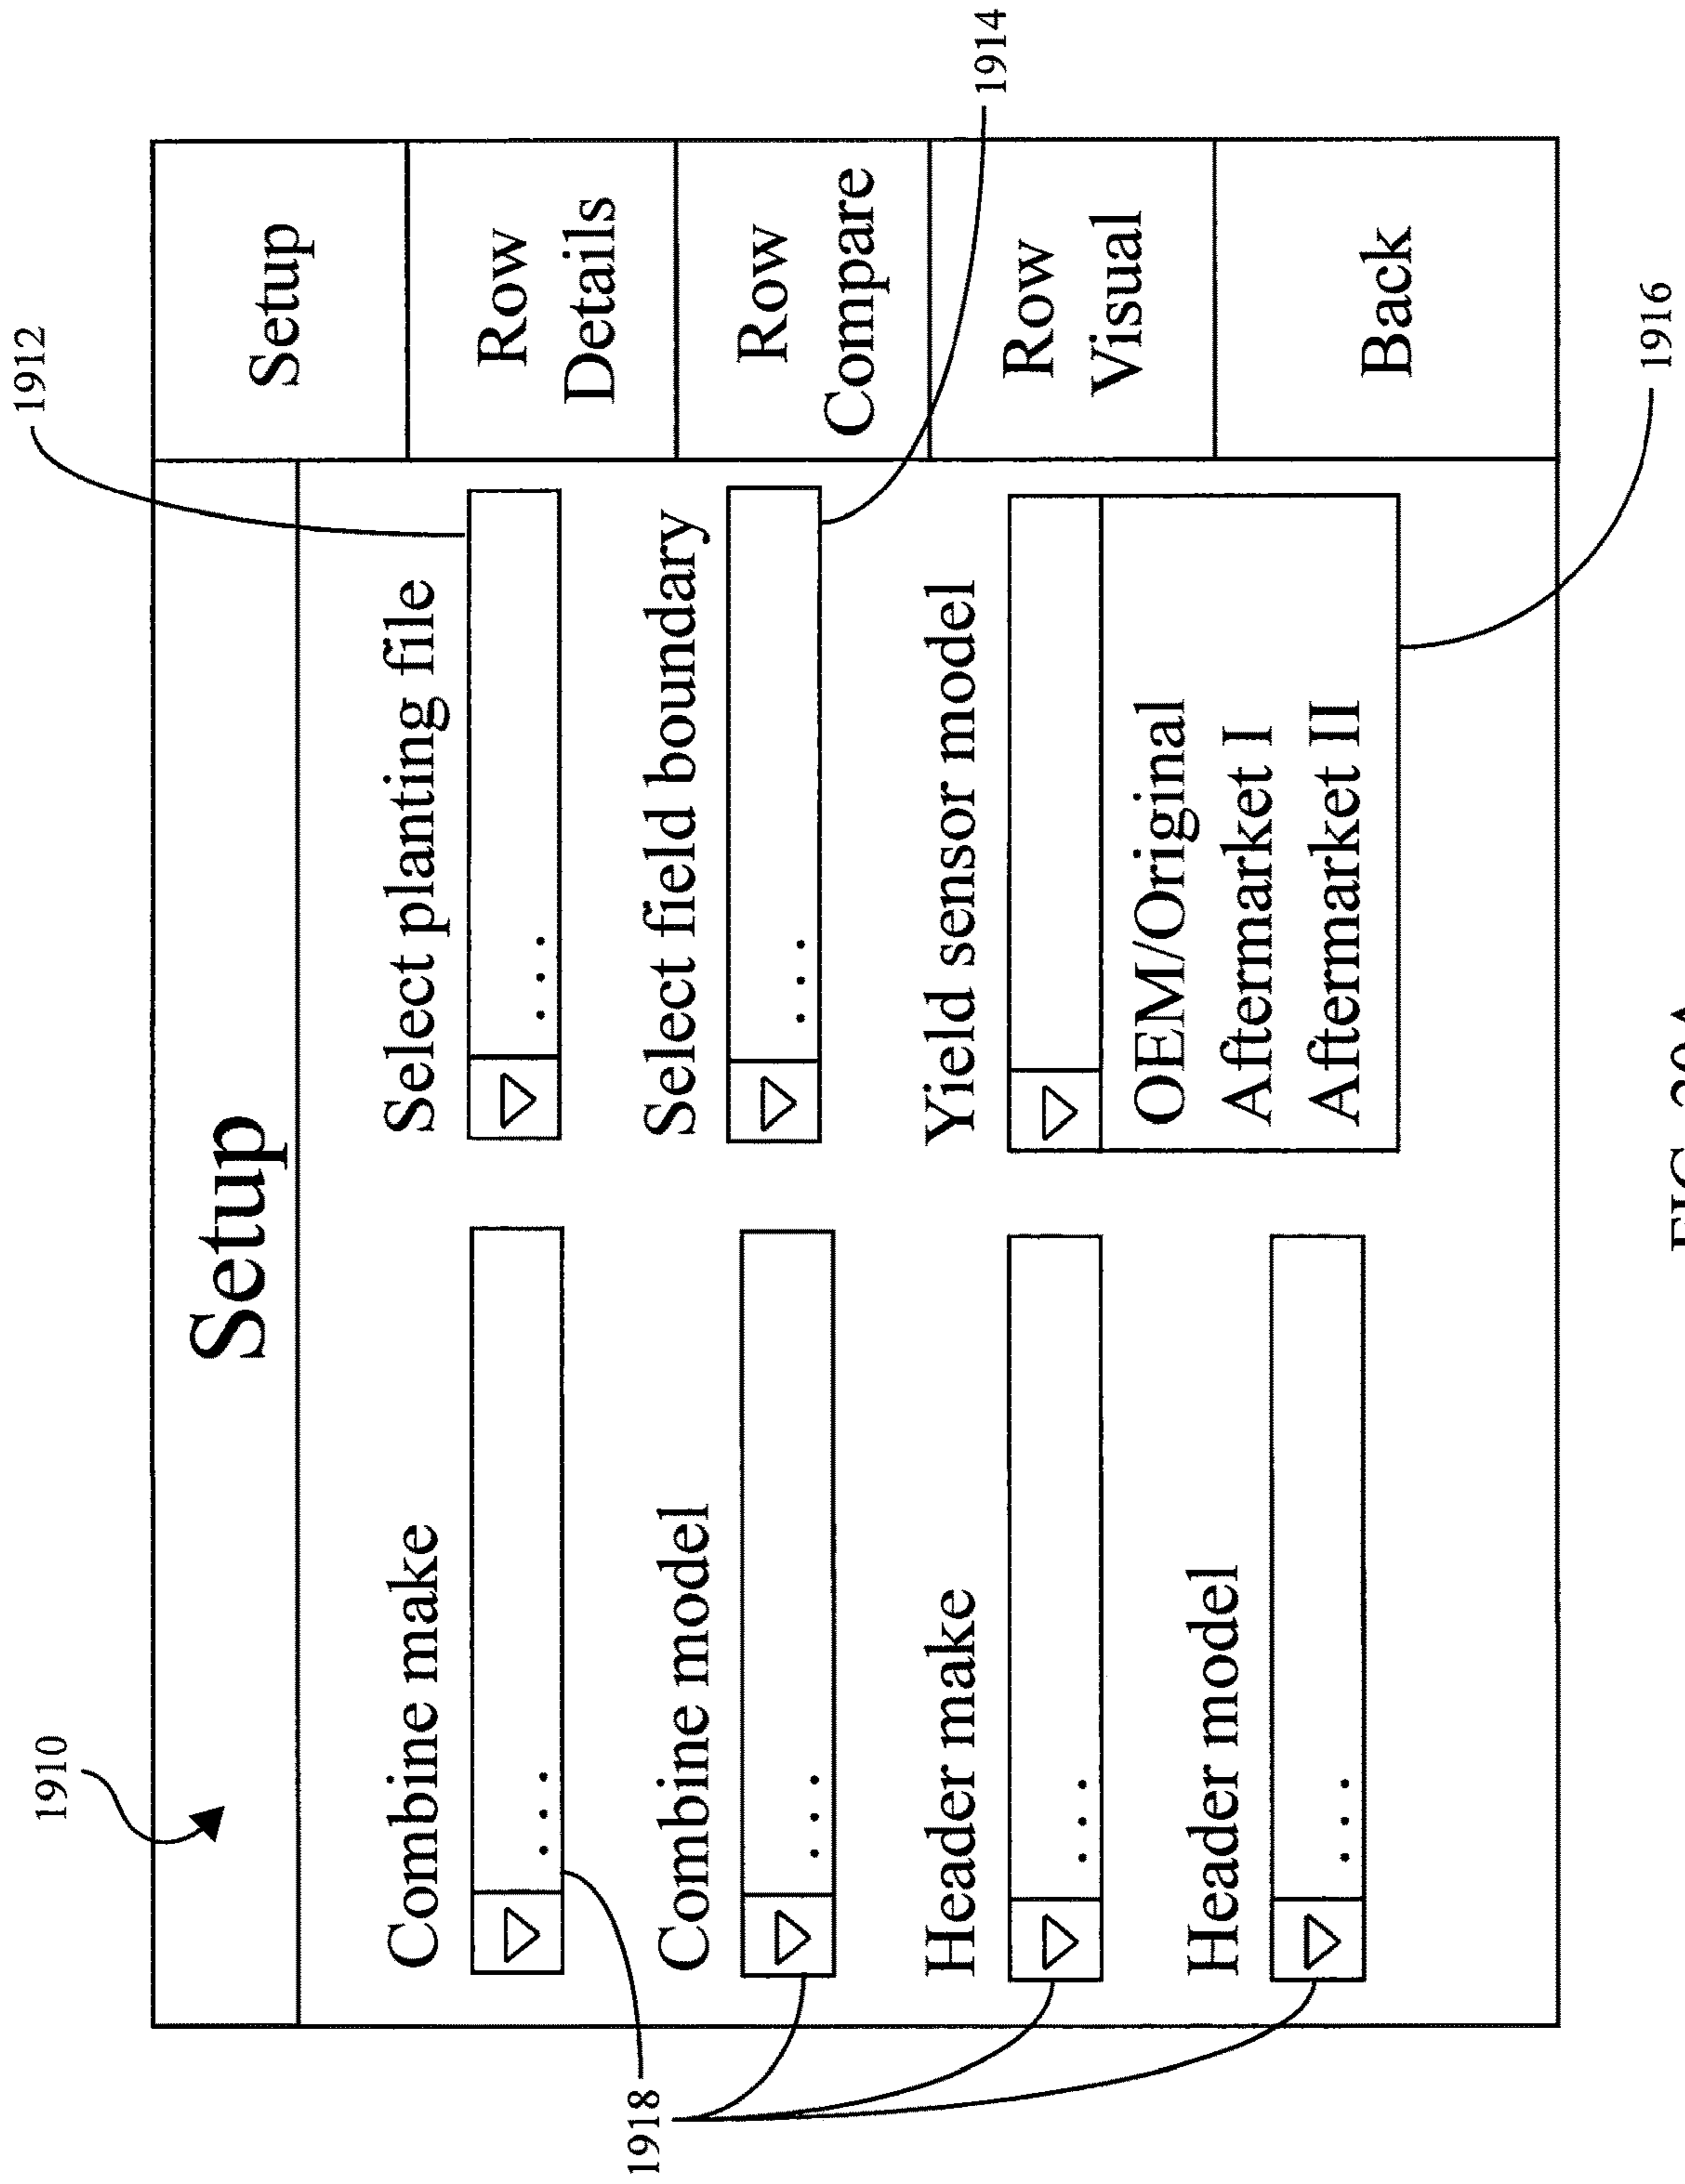 1910
1912
Setup
Setup
Combine make
...
Select planting file
...
Row
Details
Combine model
...
Select field boundary
...
Row
Compare
1914
Header make
...
Yield sensor model
OEM/Original
Aftermarket I
Aftermarket II
Row
Visual
Header model
...
Back
1918
1916